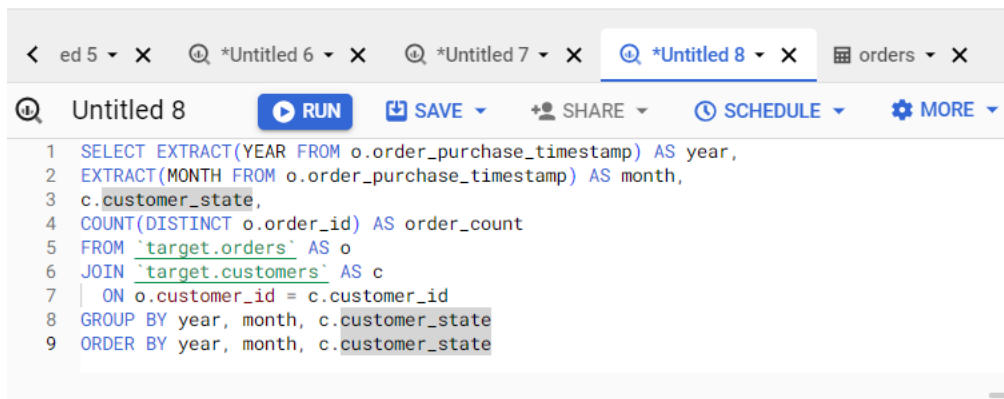 ed 5 *Untitled 6 *Untitled 7 *Untitled 8 orders
Untitled 8 RUN SAVE SHARE SCHEDULE MORE
1 SELECT EXTRACT(YEAR FROM o.order_purchase_timestamp) AS year,
2 EXTRACT(MONTH FROM o.order_purchase_timestamp) AS month,
3 c.customer_state,
4 COUNT(DISTINCT o.order_id) AS order_count
5 FROM `target.orders` AS o
6 JOIN `target.customers` AS c
7 ON o.customer_id = c.customer_id
8 GROUP BY year, month, c.customer_state
9 ORDER BY year, month, c.customer_state